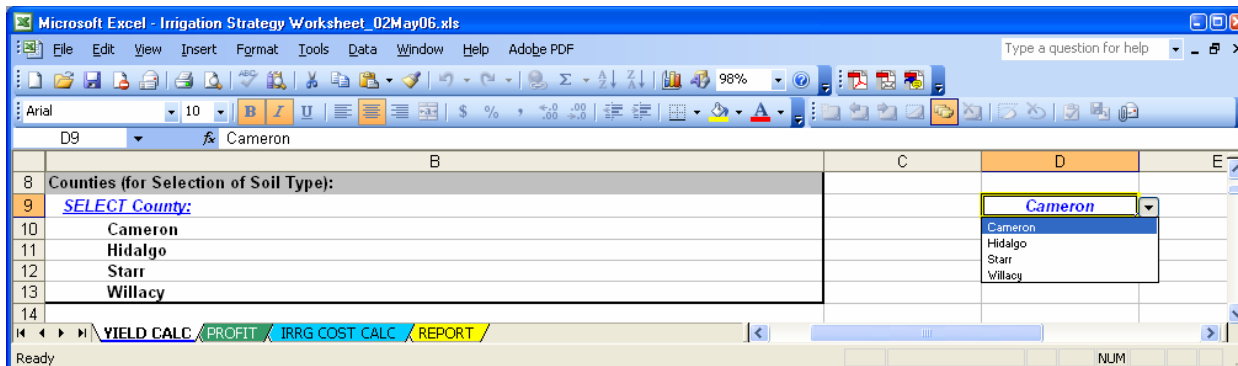 Microsoft Excel - Irrigation Strategy Worksheet_02May06.xls
File Edit View Insert Format Tools Data Window Help Adobe PDF Type a question for help
98%
Arial 10 B I U $ % , .00 A
D9 fx Cameron
B C D E
8 Counties (for Selection of Soil Type):
9 SELECT County: Cameron
10 Cameron Cameron
11 Hidalgo Hidalgo
12 Starr Starr
13 Willacy Willacy
14
YIELD CALC PROFIT IRRG COST CALC REPORT
Ready NUM